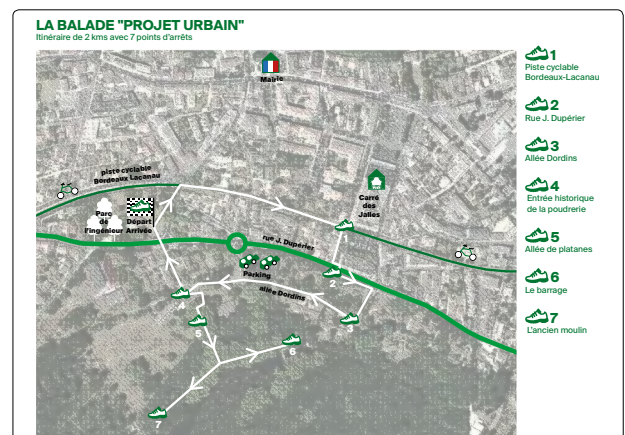 LA BALADE "PROJET URBAIN"
Itinéraire de 2 kms avec 7 points d'arrêts
Mairie
piste cyclable
Bordeaux Lacanau
Parc
de
l'ingénieur
Départ
Arrivée
Carré
des
Jalles
rue J. Dupérier
Parking
allée Dordins
1
2
3
4
5
6
7
1
Piste cyclable
Bordeaux-Lacanau
2
Rue J. Dupérier
3
Allée Dordins
4
Entrée historique
de la poudrerie
5
Allée de platanes
6
Le barrage
7
L'ancien moulin